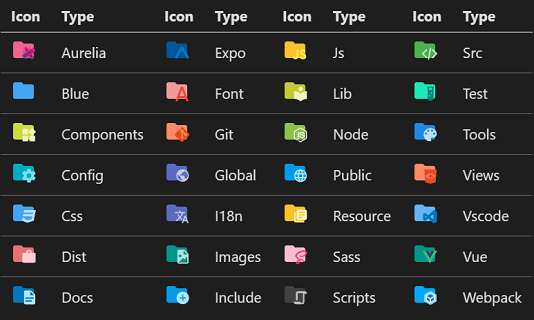 Icon Type Icon Type Icon Type Icon Type
Aurelia Expo Js Src
Blue Font Lib Test
Components Git Node Tools
Config Global Public Views
Css I18n Resource Vscode
Dist Images Sass Vue
Docs Include Scripts Webpack